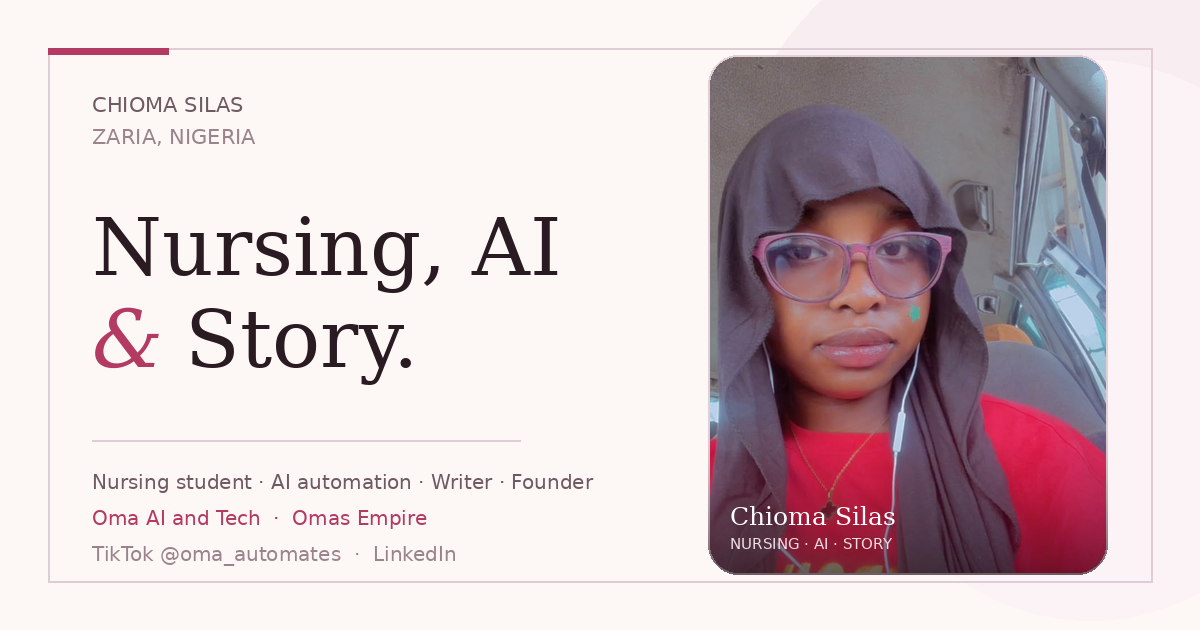 CHIOMA SILAS
ZARIA, NIGERIA
Nursing, AI
& Story.
Nursing student · AI automation · Writer · Founder
Oma AI and Tech · Omas Empire
TikTok @oma_automates · LinkedIn
Chioma Silas
NURSING · AI · STORY